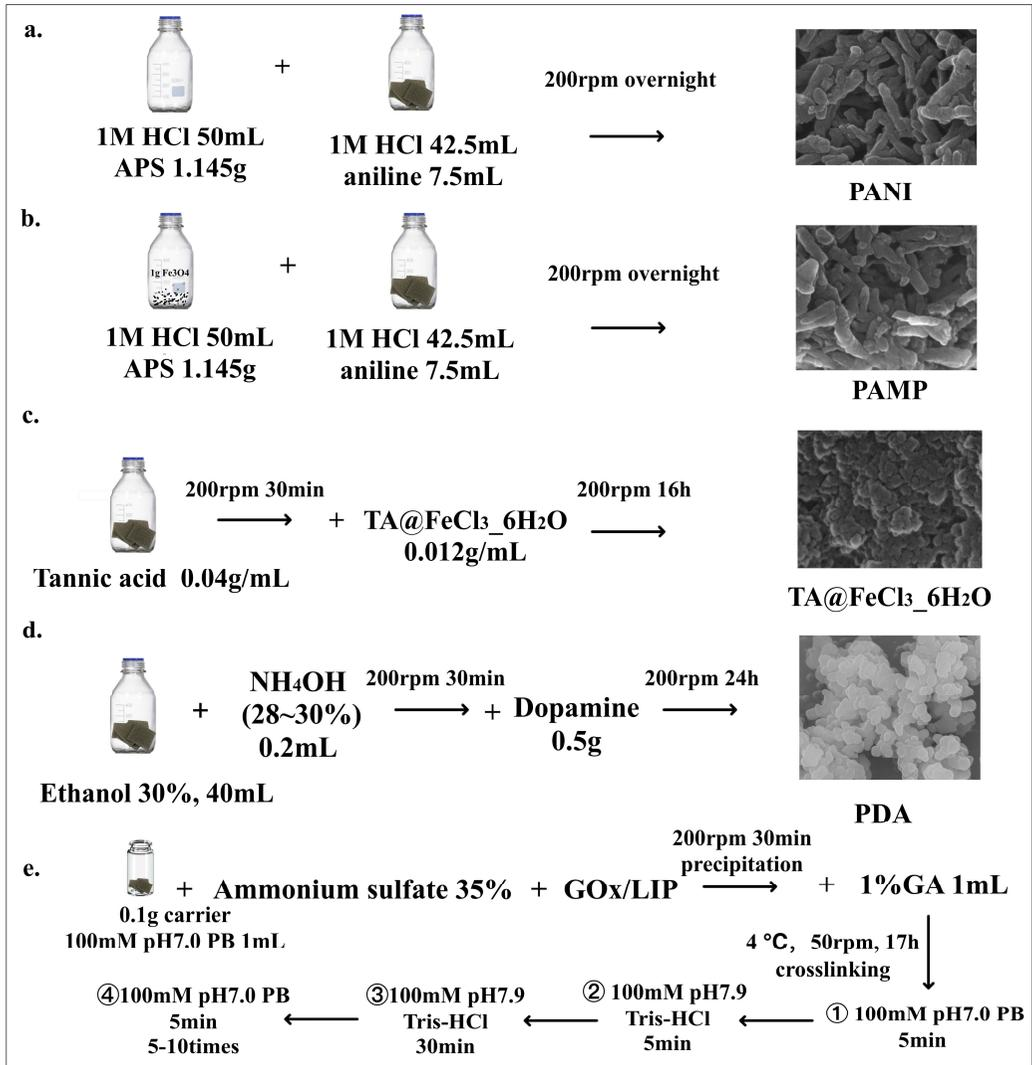 a.
+
200rpm overnight
1M HCl 50mL
APS 1.145g
1M HCl 42.5mL
aniline 7.5mL
PANI
b.
1g Fe3O4
+
200rpm overnight
1M HCl 50mL
APS 1.145g
1M HCl 42.5mL
aniline 7.5mL
PAMP
c.
200rpm 30min
+ TA@FeCl₃_6H₂O
0.012g/mL
200rpm 16h
Tannic acid 0.04g/mL
TA@FeCl₃_6H₂O
d.
+
NH₄OH
(28~30%)
0.2mL
200rpm 30min
+ Dopamine
0.5g
200rpm 24h
Ethanol 30%, 40mL
PDA
e.
+ Ammonium sulfate 35% + GOx/LIP
200rpm 30min
precipitation
+ 1%GA 1mL
0.1g carrier
100mM pH7.0 PB 1mL
4 ℃, 50rpm, 17h
crosslinking
① 100mM pH7.0 PB
5min
② 100mM pH7.9
Tris-HCl
5min
③100mM pH7.9
Tris-HCl
30min
④100mM pH7.0 PB
5min
5-10times